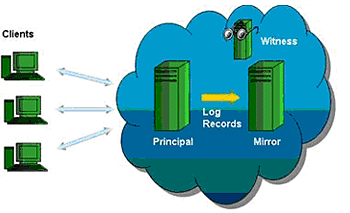 Clients
Witness
Log
Records
Principal
Mirror